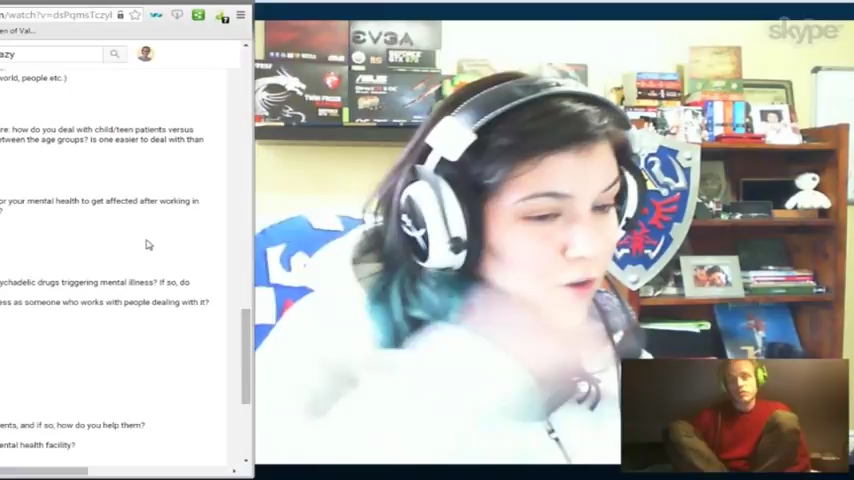 n/watch?v=dsPqmsTczyI
en of Val...
azy
world, people etc.)
re: how do you deal with child/teen patients versus
etween the age groups? Is one easier to deal with than
or your mental health to get affected after working in
?
ychadelic drugs triggering mental illness? If so, do
ess as someone who works with people dealing with it?
ents, and if so, how do you help them?
ental health facility?
skype
EVGA